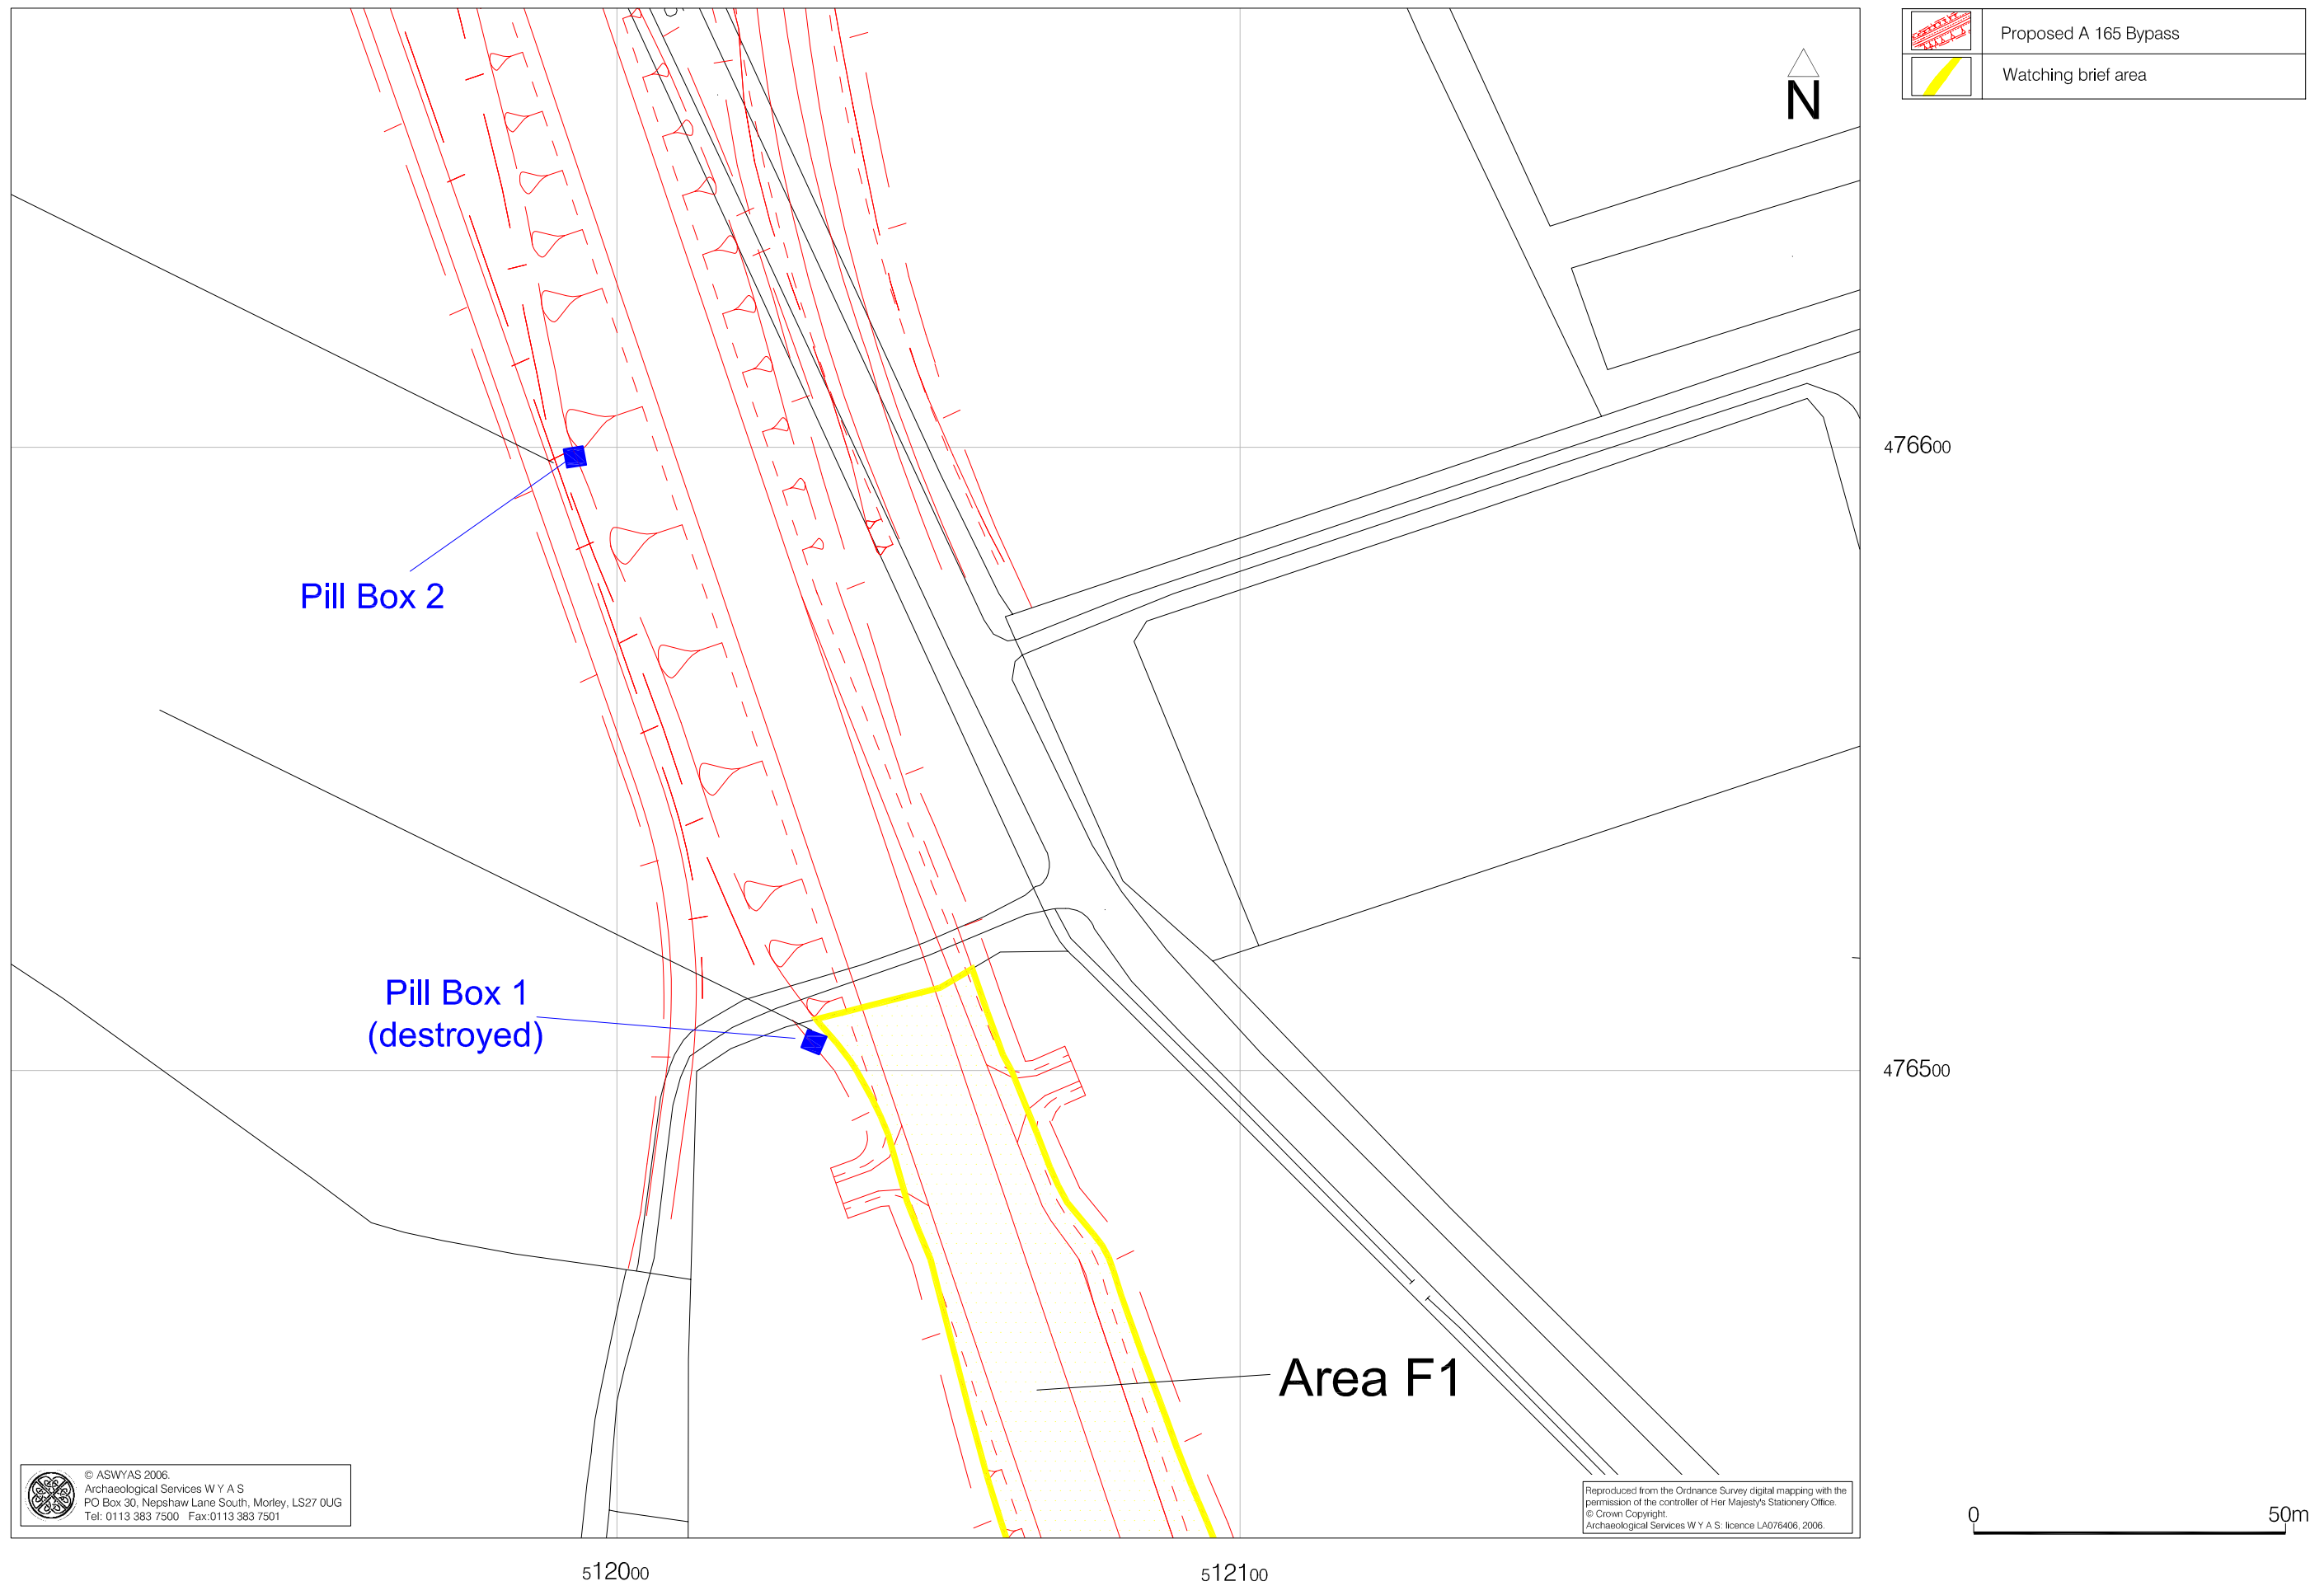 Proposed A 165 Bypass
Watching brief area
N
476600
Pill Box 2
Pill Box 1
(destroyed)
476500
Area F1
© ASWYAS 2006.
Archaeological Services W Y A S
PO Box 30, Nepshaw Lane South, Morley, LS27 0UG
Tel: 0113 383 7500 Fax:0113 383 7501
Reproduced from the Ordnance Survey digital mapping with the
permission of the controller of Her Majesty's Stationery Office.
© Crown Copyright.
Archaeological Services W Y A S: licence LA076406, 2006.
0 50m
512000 512100